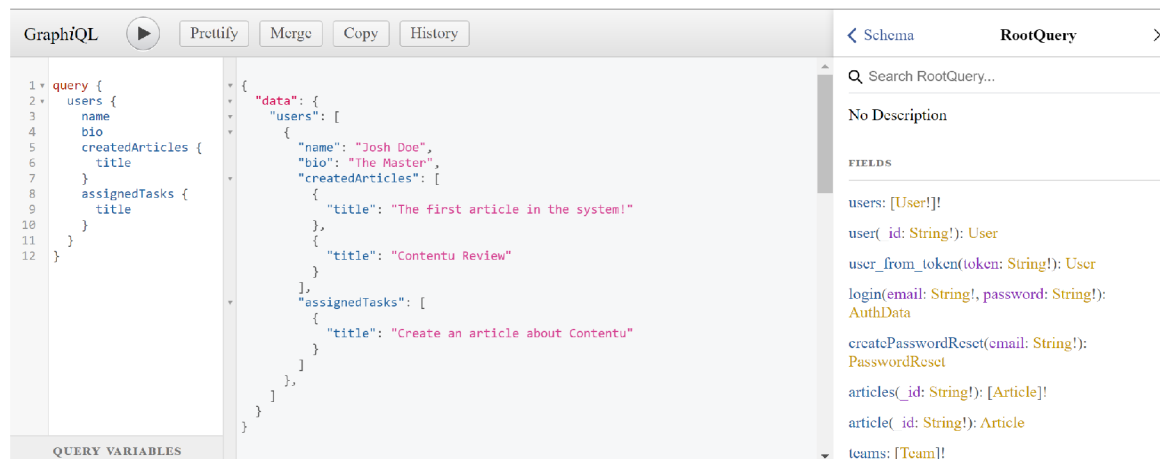 GraphiQL
Prettify
Merge
Copy
History
1 query {
2 users {
3 name
4 bio
5 createdArticles {
6 title
7 }
8 assignedTasks {
9 title
10 }
11 }
12 }
QUERY VARIABLES
{
"data": {
"users": [
{
"name": "Josh Doe",
"bio": "The Master",
"createdArticles": [
{
"title": "The first article in the system!"
},
{
"title": "Contentu Review"
}
],
"assignedTasks": [
{
"title": "Create an article about Contentu"
}
]
},
]
}
}
Schema
RootQuery
Search RootQuery...
No Description
FIELDS
users: [User!]!
user(_id: String!): User
user_from_token(token: String!): User
login(email: String!, password: String!):
AuthData
createPasswordReset(email: String!):
PasswordReset
articles(_id: String!): [Article]!
article(_id: String!): Article
teams: [Team]!